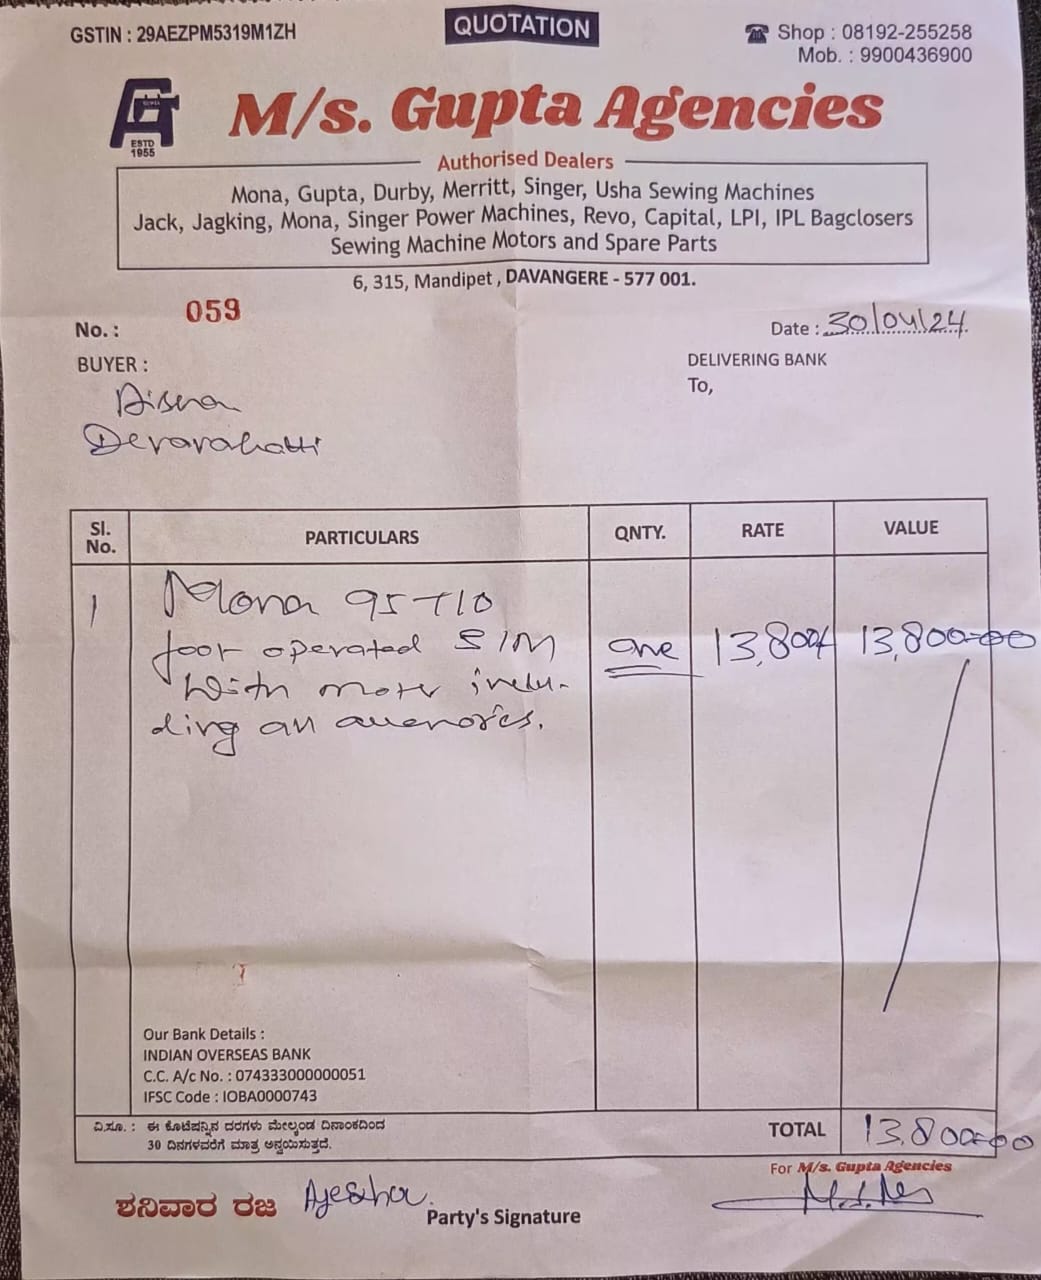 GSTIN : 29AEZPM5319M1ZH
QUOTATION
Shop : 08192-255258
Mob. : 9900436900
ESTD
1955
M/s. Gupta Agencies
Authorised Dealers
Mona, Gupta, Durby, Merritt, Singer, Usha Sewing Machines
Jack, Jagking, Mona, Singer Power Machines, Revo, Capital, LPI, IPL Bagclosers
Sewing Machine Motors and Spare Parts
6, 315, Mandipet, DAVANGERE - 577 001.
No. : 059
Date : 30/04/24
BUYER :
DELIVERING BANK
To,
Devarahatti
Sl. No. PARTICULARS QNTY. RATE VALUE
1 Mona 95-T10
foot operated S/M one 13,800/- 13,800-00
with motor inclu-
ding all accessories.
Our Bank Details :
INDIAN OVERSEAS BANK
C.C. A/c No. : 074333000000051
IFSC Code : IOBA0000743
ವಿ.ಸೂ. : ಈ ಕೊಟೇಷನ್ನಿನ ದರಗಳು ಮೇಲ್ಕಂಡ ದಿನಾಂಕದಿಂದ
30 ದಿನಗಳವರೆಗೆ ಮಾತ್ರ ಅನ್ವಯಿಸುತ್ತದೆ.
TOTAL 13,800-00
For M/s. Gupta Agencies
ಶನಿವಾರ ರಜ
Ayesha.
Party's Signature